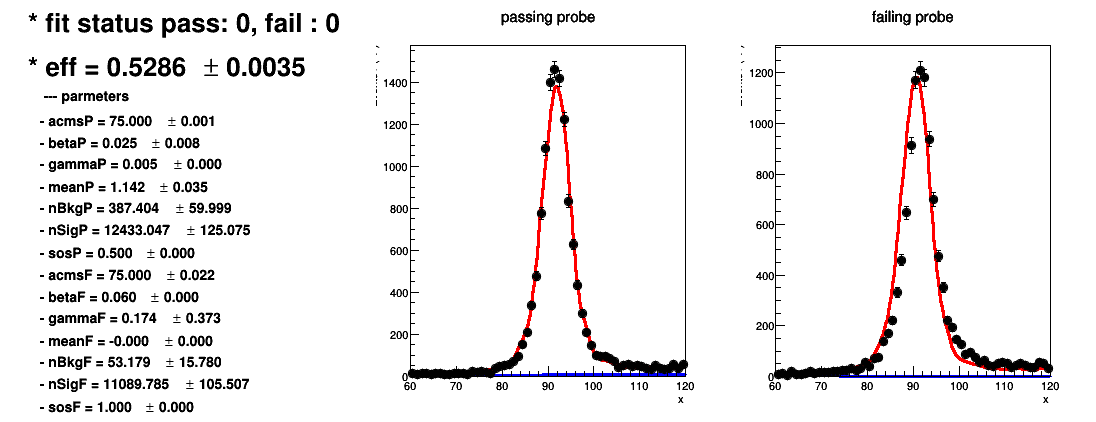 * fit status pass: 0, fail : 0
* eff = 0.5286 ± 0.0035
--- parmeters
- acmsP = 75.000 ± 0.001
- betaP = 0.025 ± 0.008
- gammaP = 0.005 ± 0.000
- meanP = 1.142 ± 0.035
- nBkgP = 387.404 ± 59.999
- nSigP = 12433.047 ± 125.075
- sosP = 0.500 ± 0.000
- acmsF = 75.000 ± 0.022
- betaF = 0.060 ± 0.000
- gammaF = 0.174 ± 0.373
- meanF = -0.000 ± 0.000
- nBkgF = 53.179 ± 15.780
- nSigF = 11089.785 ± 105.507
- sosF = 1.000 ± 0.000
passing probe
1400
1200
1000
800
600
400
200
0
60 70 80 90 100 110 120
x
failing probe
1200
1000
800
600
400
200
0
60 70 80 90 100 110 120
x